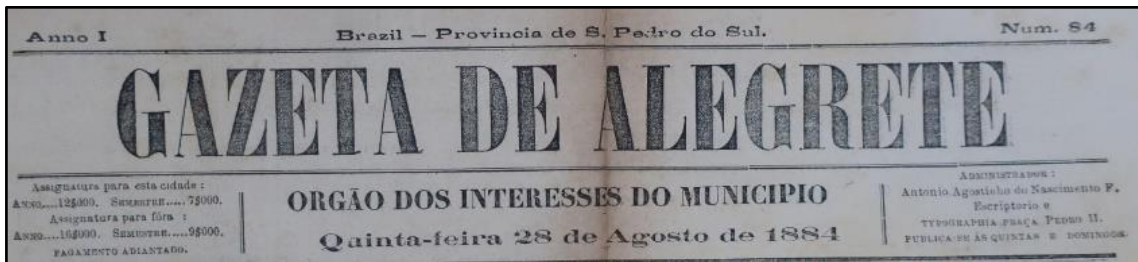 Anno I
Brazil — Provincia de S. Pedro do Sul.
Num. 84
GAZETA DE ALEGRETE
Assignatura para esta cidade :
ANNO....12$000. SEMESTRE.....7$000.
Assignatura para fóra :
ANNO....16$000. SEMESTRE.....9$000.
PAGAMENTO ADIANTADO.
ORGÃO DOS INTERESSES DO MUNICIPIO
Quinta-feira 28 de Agosto de 1884
ADMINISTRADOR :
Antonio Agostinho do Nascimento F.
Escriptorio e
TYPOGRAPHIA PRAÇA PEDRO II.
PUBLICA-SE ÁS QUINTAS E DOMINGOS